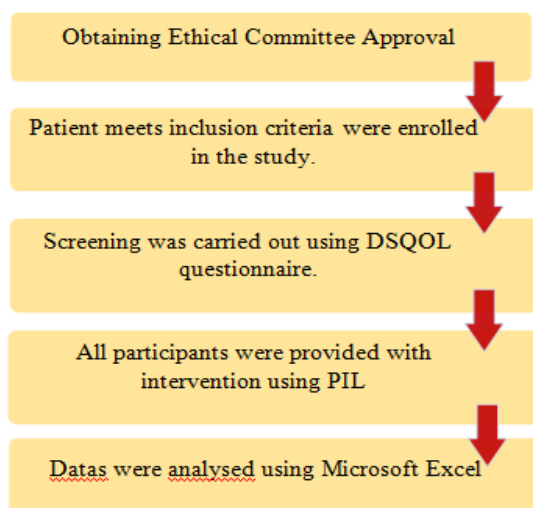 Obtaining Ethical Committee Approval
Patient meets inclusion criteria were enrolled
in the study.
Screening was carried out using DSQOL
questionnaire.
All participants were provided with
intervention using PIL
Datas were analysed using Microsoft Excel